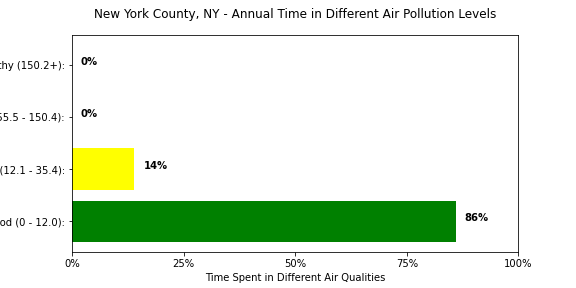 New York County, NY - Annual Time in Different Air Pollution Levels
thy (150.2+):
0%
55.5 - 150.4):
0%
(12.1 - 35.4):
14%
od (0 - 12.0):
86%
0%
25%
50%
75%
100%
Time Spent in Different Air Qualities